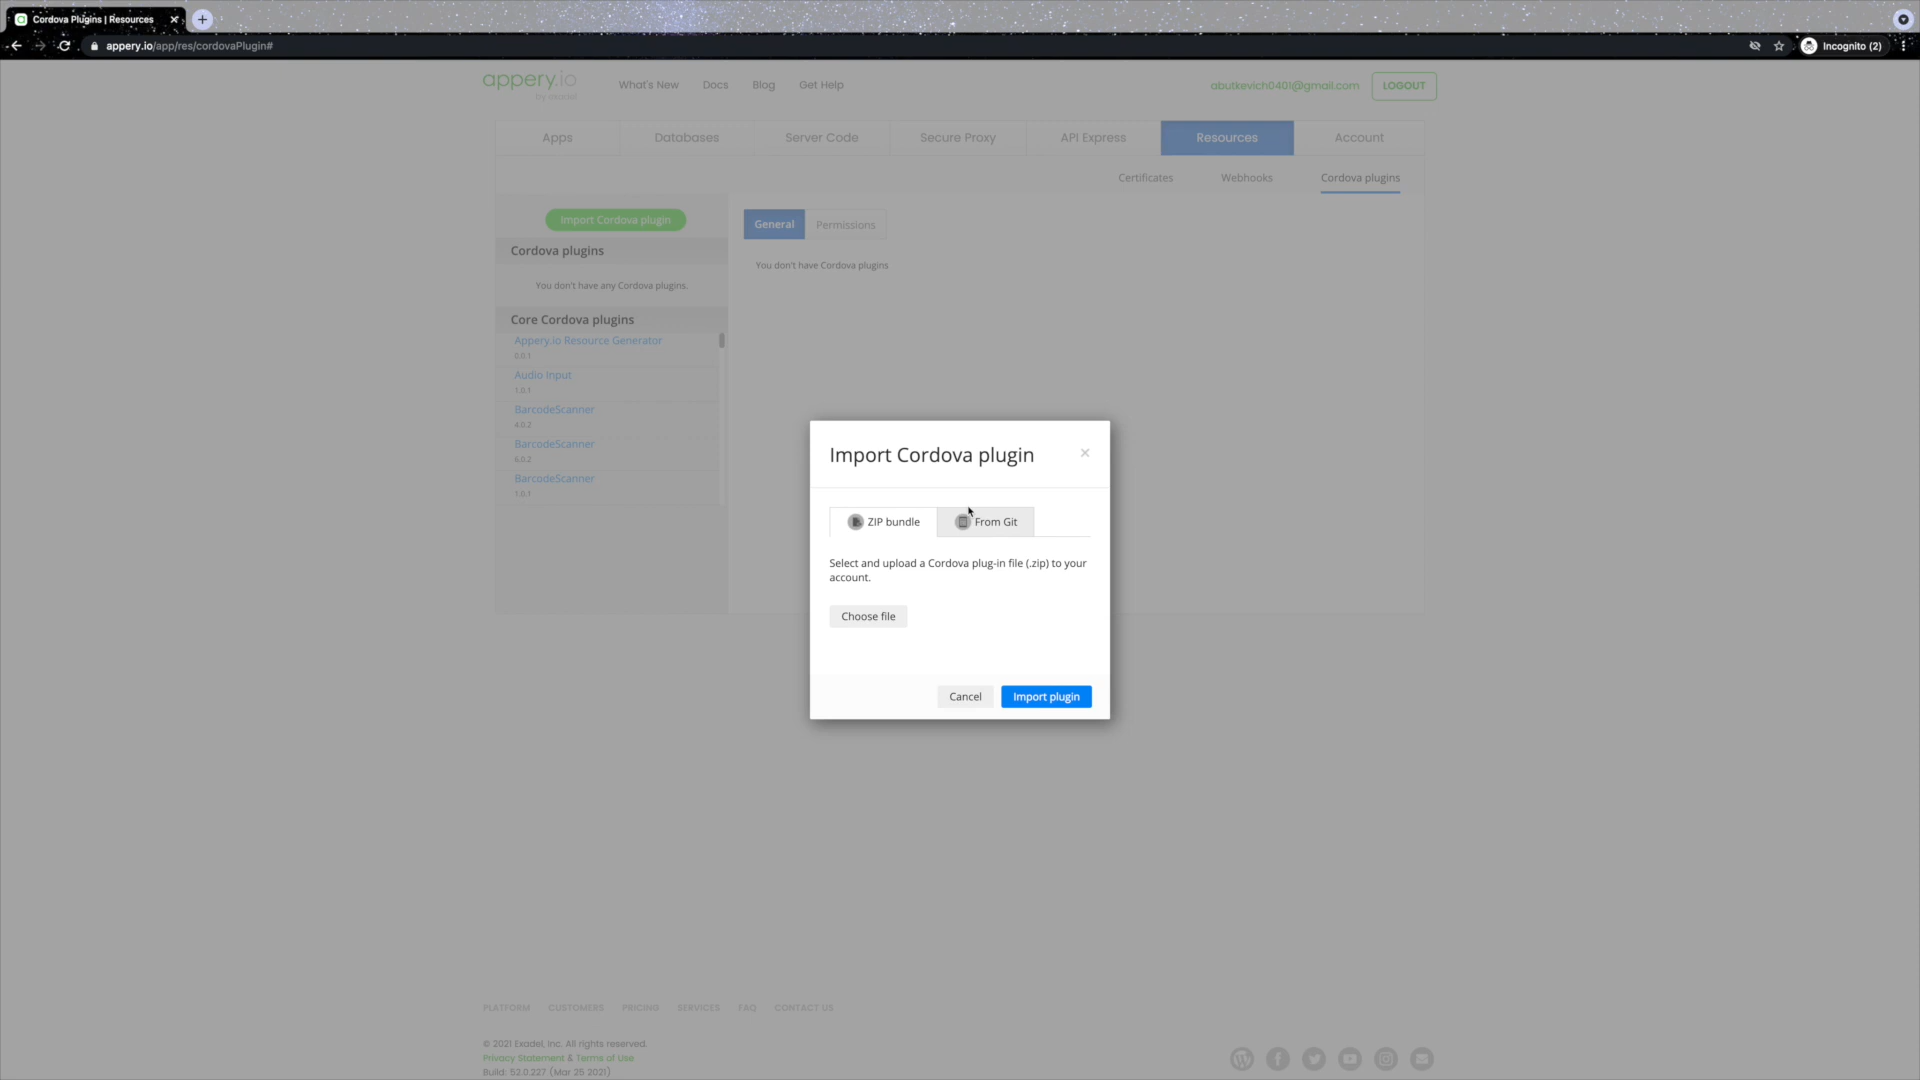 Cordova Plugins | Resources
appery.io/app/res/cordovaPlugin#
Incognito (2)
appery.io
by exadel
What's New
Docs
Blog
Get Help
abutkevich0401@gmail.com
LOGOUT
Apps
Databases
Server Code
Secure Proxy
API Express
Resources
Account
Certificates
Webhooks
Cordova plugins
Import Cordova plugin
Cordova plugins
You don't have any Cordova plugins.
Core Cordova plugins
Appery.io Resource Generator
0.0.1
Audio Input
1.0.1
BarcodeScanner
4.0.2
BarcodeScanner
6.0.2
BarcodeScanner
1.0.1
General
Permissions
You don't have Cordova plugins
Import Cordova plugin
ZIP bundle
From Git
Select and upload a Cordova plug-in file (.zip) to your
account.
Choose file
Cancel
Import plugin
PLATFORM
CUSTOMERS
PRICING
SERVICES
FAQ
CONTACT US
© 2021 Exadel, Inc. All rights reserved.
Privacy Statement & Terms of Use
Build: 52.0.227 (Mar 25 2021)